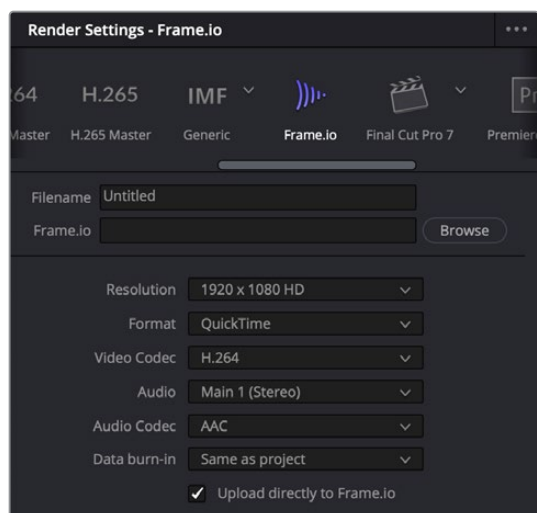 Render Settings - Frame.io
64 H.265 IMF
Master H.265 Master Generic Frame.io Final Cut Pro 7 Premier
Filename Untitled
Frame.io Browse
Resolution 1920 x 1080 HD
Format QuickTime
Video Codec H.264
Audio Main 1 (Stereo)
Audio Codec AAC
Data burn-in Same as project
Upload directly to Frame.io